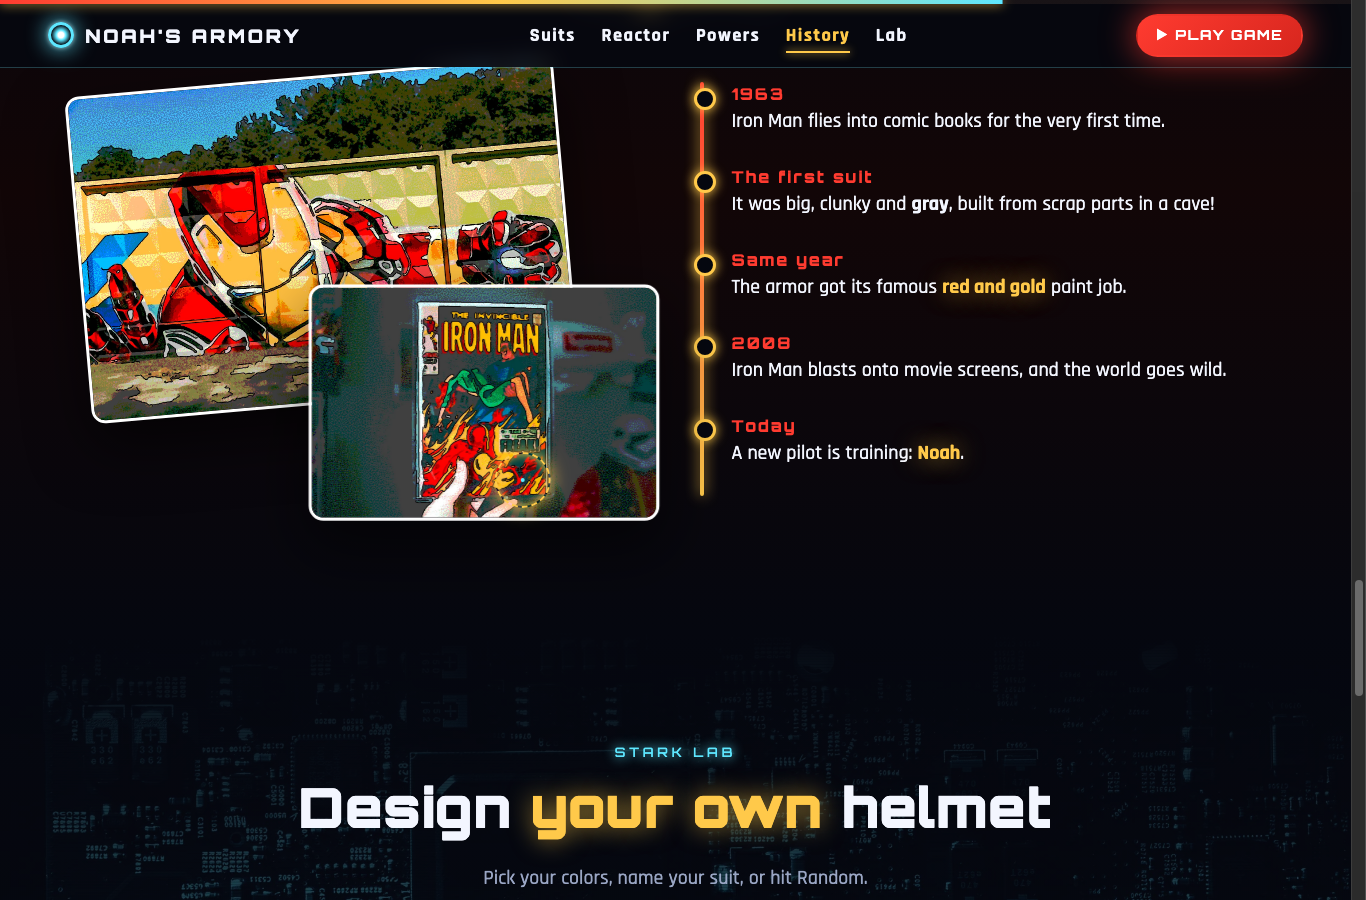 NOAH'S ARMORY
Suits
Reactor
Powers
History
Lab
▶ PLAY GAME
1963
Iron Man flies into comic books for the very first time.
The first suit
It was big, clunky and gray, built from scrap parts in a cave!
Same year
The armor got its famous red and gold paint job.
2008
Iron Man blasts onto movie screens, and the world goes wild.
Today
A new pilot is training: Noah.
THE INVINCIBLE
IRON MAN
STARK LAB
Design your own helmet
Pick your colors, name your suit, or hit Random.